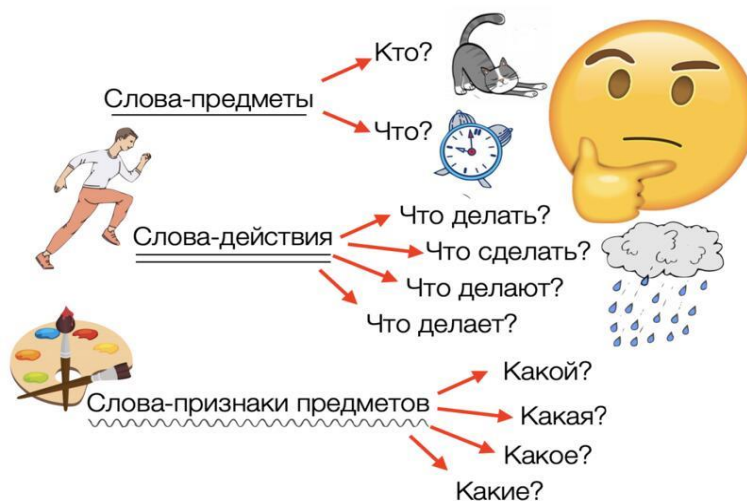 Кто?
Слова-предметы
Что?
Что делать?
Слова-действия
Что сделать?
Что делают?
Что делает?
Какой?
Слова-признаки предметов
Какая?
Какое?
Какие?